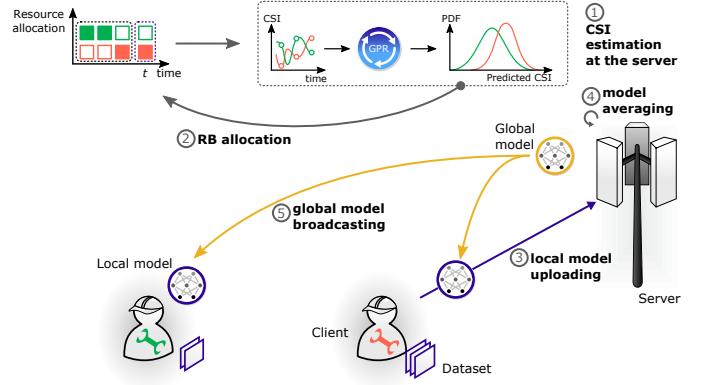 Resource
allocation
t time
CSI
time
GPR
PDF
Predicted CSI
1
CSI
estimation
at the server
2 RB allocation
4 model
averaging
Global
model
5 global model
broadcasting
3 local model
uploading
Local model
Client
Dataset
Server